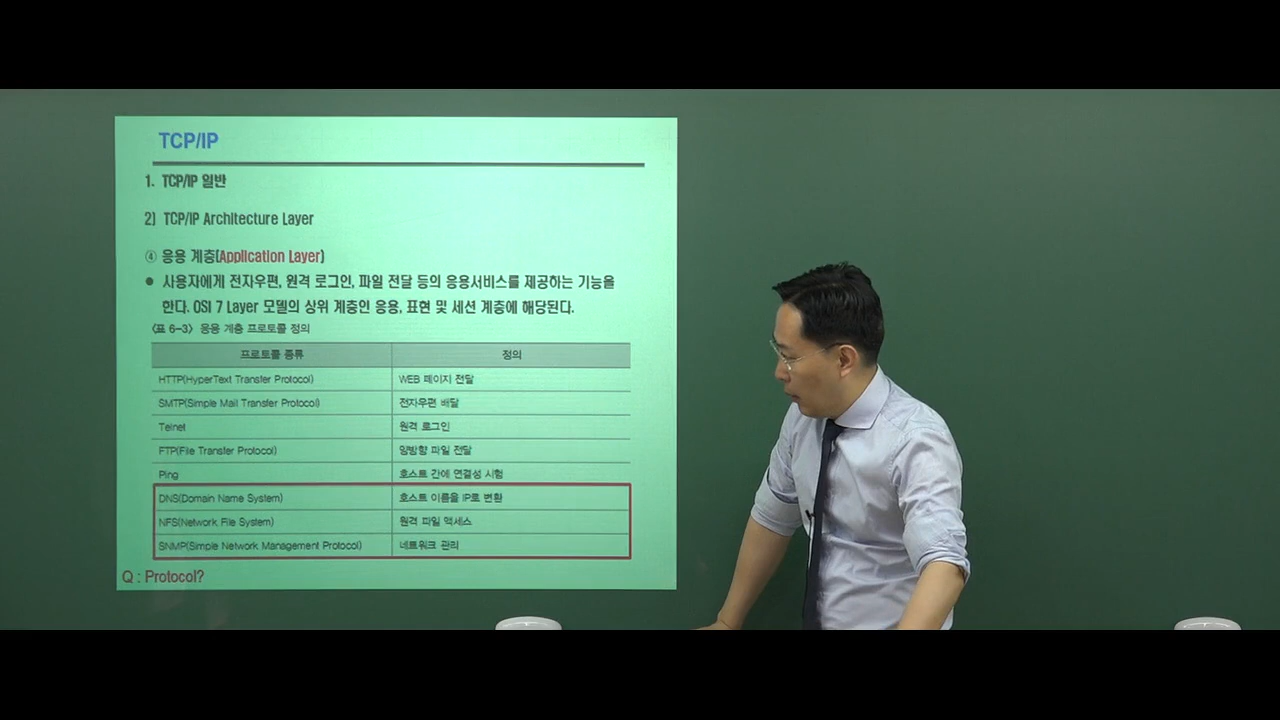 TCP/IP
1. TCP/IP 일반
2) TCP/IP Architecture Layer
④ 응용 계층(Application Layer)
● 사용자에게 전자우편, 원격 로그인, 파일 전달 등의 응용서비스를 제공하는 기능을
한다. OSI 7 Layer 모델의 상위 계층인 응용, 표현 및 세션 계층에 해당된다.
<표 6-3> 응용 계층 프로토콜 정의
프로토콜 종류 정의
HTTP(HyperText Transfer Protocol) WEB 페이지 전달
SMTP(Simple Mail Transfer Protocol) 전자우편 배달
Telnet 원격 로그인
FTP(File Transfer Protocol) 양방향 파일 전달
Ping 호스트 간에 연결성 시험
DNS(Domain Name System) 호스트 이름을 IP로 변환
NFS(Network File System) 원격 파일 액세스
SNMP(Simple Network Management Protocol) 네트워크 관리
Q : Protocol?